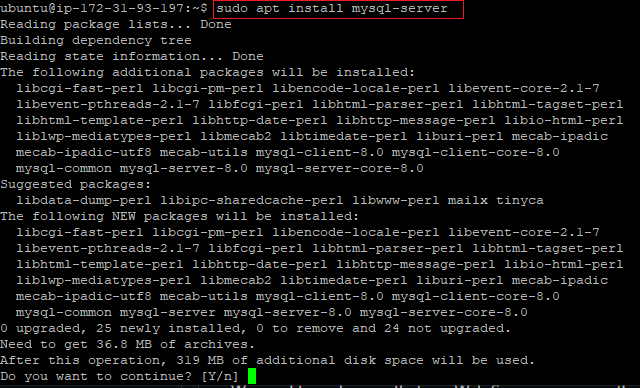 ubuntu@ip-172-31-93-197:~$ sudo apt install mysql-server
Reading package lists... Done
Building dependency tree
Reading state information... Done
The following additional packages will be installed:
  libcgi-fast-perl libcgi-pm-perl libencode-locale-perl libevent-core-2.1-7
  libevent-pthreads-2.1-7 libfcgi-perl libhtml-parser-perl libhtml-tagset-perl
  libhtml-template-perl libhttp-date-perl libhttp-message-perl libio-html-perl
  liblwp-mediatypes-perl libmecab2 libtimedate-perl liburi-perl mecab-ipadic
  mecab-ipadic-utf8 mecab-utils mysql-client-8.0 mysql-client-core-8.0
  mysql-common mysql-server-8.0 mysql-server-core-8.0
Suggested packages:
  libdata-dump-perl libipc-sharedcache-perl libwww-perl mailx tinyca
The following NEW packages will be installed:
  libcgi-fast-perl libcgi-pm-perl libencode-locale-perl libevent-core-2.1-7
  libevent-pthreads-2.1-7 libfcgi-perl libhtml-parser-perl libhtml-tagset-perl
  libhtml-template-perl libhttp-date-perl libhttp-message-perl libio-html-perl
  liblwp-mediatypes-perl libmecab2 libtimedate-perl liburi-perl mecab-ipadic
  mecab-ipadic-utf8 mecab-utils mysql-client-8.0 mysql-client-core-8.0
  mysql-common mysql-server mysql-server-8.0 mysql-server-core-8.0
0 upgraded, 25 newly installed, 0 to remove and 24 not upgraded.
Need to get 36.8 MB of archives.
After this operation, 319 MB of additional disk space will be used.
Do you want to continue? [Y/n]